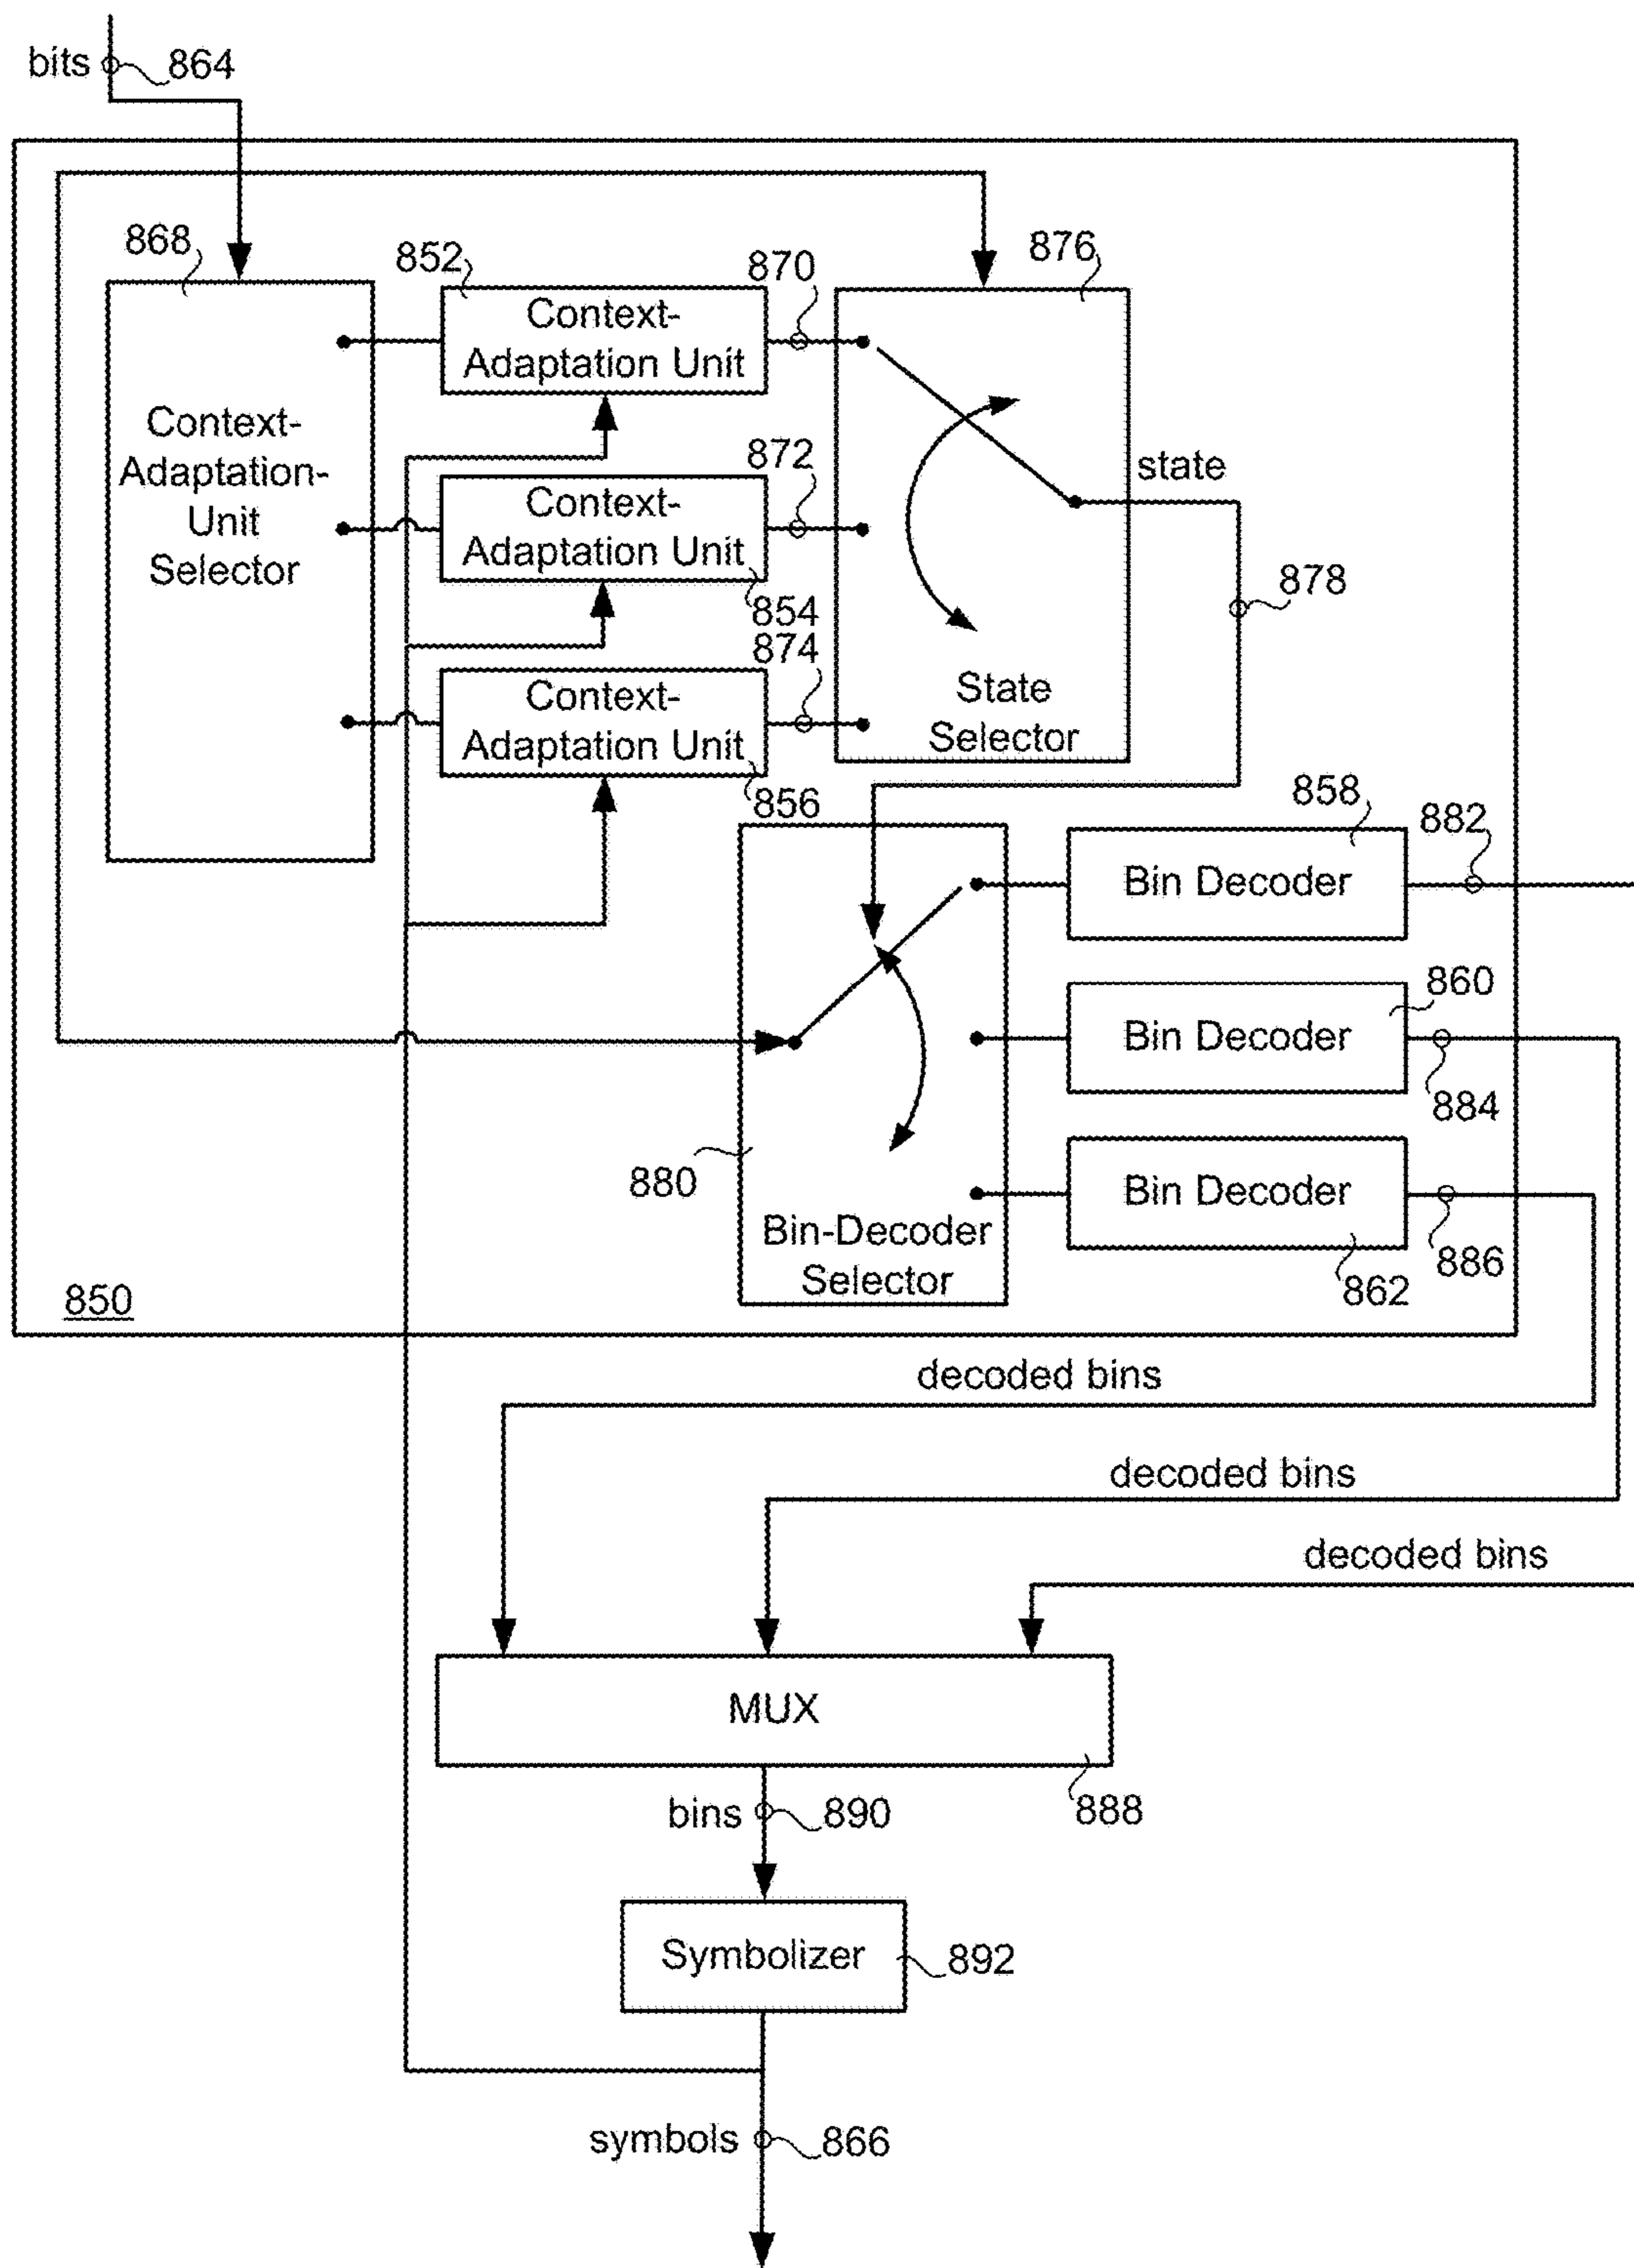 bits 864
868
852
870
876
Context-
Adaptation-
Unit
Selector
Context-
Adaptation Unit
872
state
Context-
Adaptation Unit
854
878
874
Context-
Adaptation Unit
856
State
Selector
858
882
Bin Decoder
860
Bin Decoder
884
880
Bin Decoder
886
862
Bin-Decoder
Selector
850
decoded bins
decoded bins
decoded bins
MUX
888
bins 890
Symbolizer 892
symbols 866